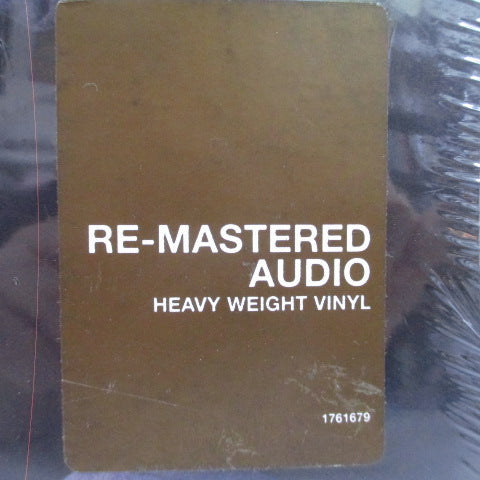 RE-MASTERED
AUDIO
HEAVY WEIGHT VINYL
1761679